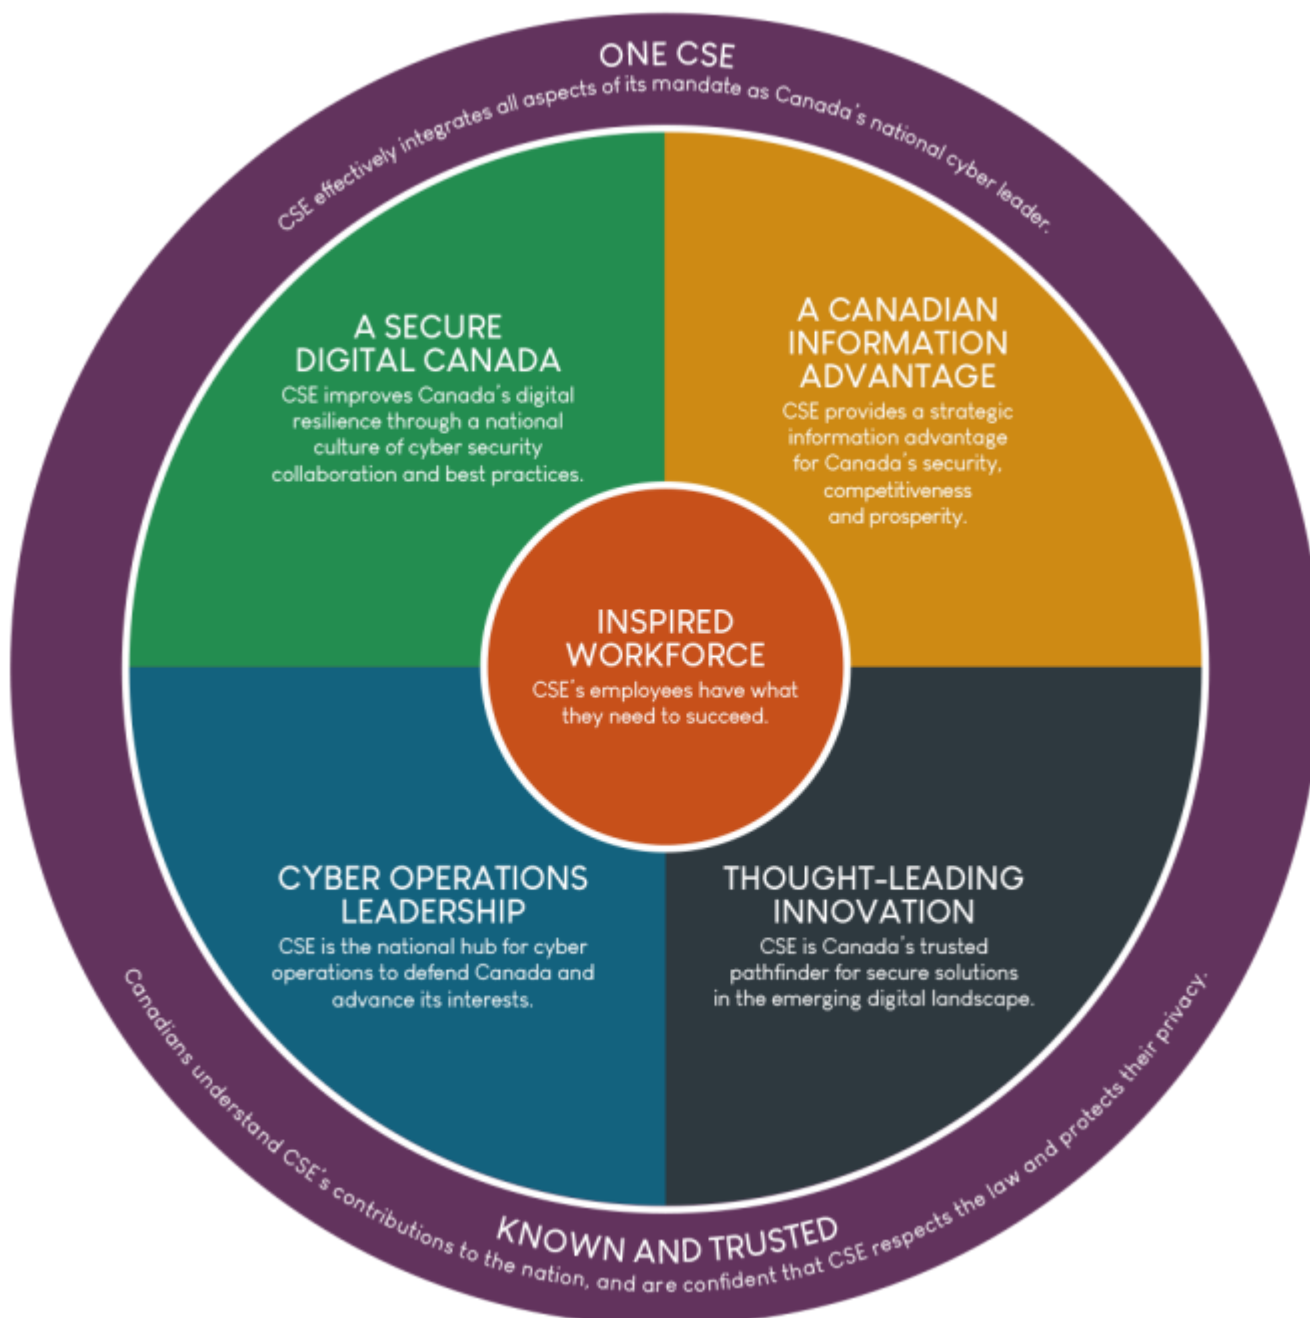 ONE CSE
CSE effectively integrates all aspects of its mandate as Canada's national cyber leader.
A SECURE
DIGITAL CANADA
CSE improves Canada's digital
resilience through a national
culture of cyber security
collaboration and best practices.
A CANADIAN
INFORMATION
ADVANTAGE
CSE provides a strategic
information advantage
for Canada's security,
competitiveness
and prosperity.
INSPIRED
WORKFORCE
CSE's employees have what
they need to succeed.
CYBER OPERATIONS
LEADERSHIP
CSE is the national hub for cyber
operations to defend Canada and
advance its interests.
THOUGHT-LEADING
INNOVATION
CSE is Canada's trusted
pathfinder for secure solutions
in the emerging digital landscape.
KNOWN AND TRUSTED
Canadians understand CSE's contributions to the nation, and are confident that CSE respects the law and protects their privacy.